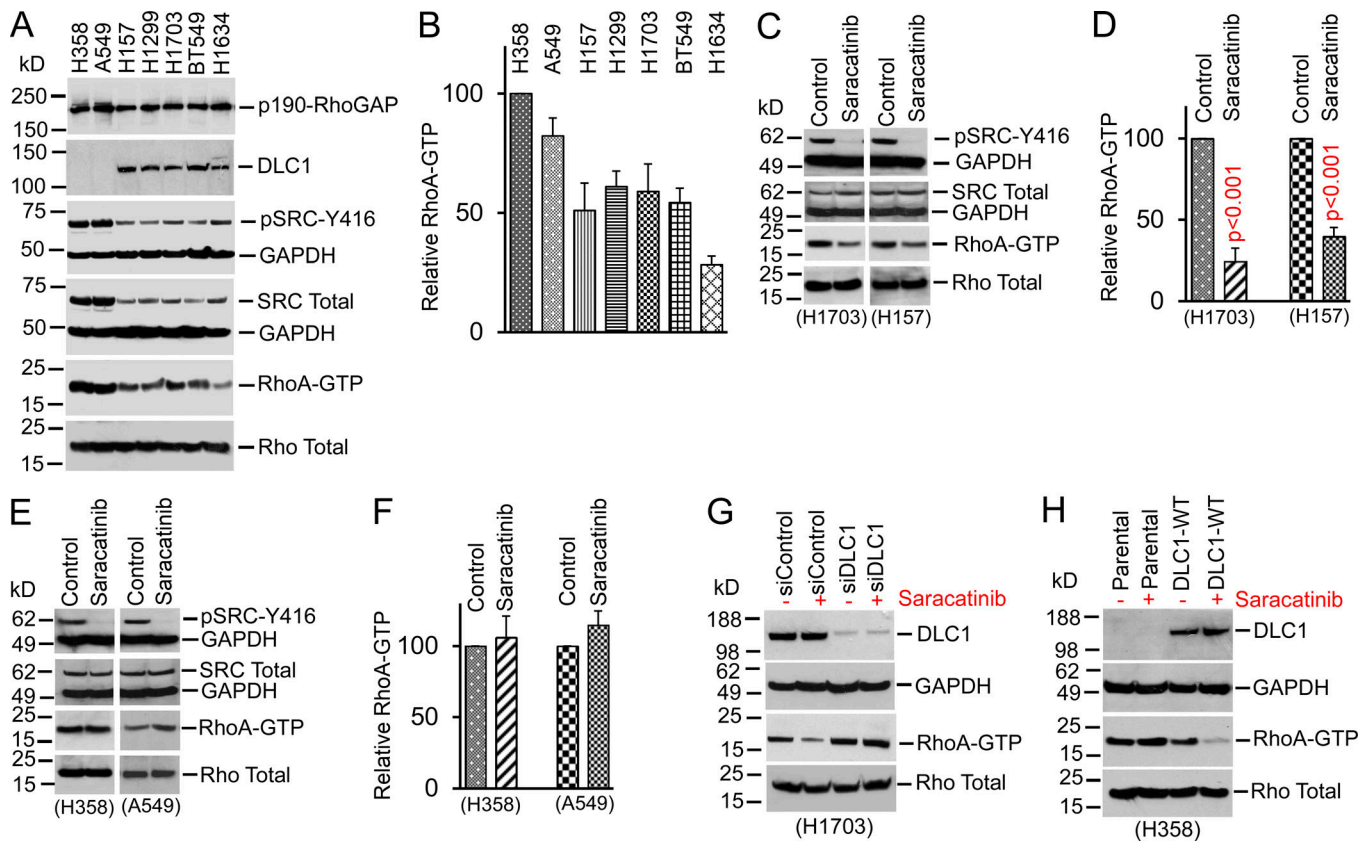 A
kD
H358
A549
H157
H1299
H1703
BT549
H1634
250
150
p190-RhoGAP
150
100
DLC1
75
pSRC-Y416
50
GAPDH
75
SRC Total
50
GAPDH
25
15
RhoA-GTP
25
15
Rho Total
B
H358
A549
H157
H1299
H1703
BT549
H1634
Relative RhoA-GTP
100
50
0
C
kD
Control
Saracatinib
Control
Saracatinib
62
49
pSRC-Y416
GAPDH
62
49
SRC Total
GAPDH
25
15
RhoA-GTP
25
15
Rho Total
(H1703) (H157)
D
Control
Saracatinib
Control
Saracatinib
Relative RhoA-GTP
100
50
0
p<0.001
p<0.001
(H1703) (H157)
E
kD
Control
Saracatinib
Control
Saracatinib
62
49
pSRC-Y416
GAPDH
62
49
SRC Total
GAPDH
25
15
RhoA-GTP
25
15
Rho Total
(H358) (A549)
F
Control
Saracatinib
Control
Saracatinib
Relative RhoA-GTP
100
50
0
(H358) (A549)
G
kD
siControl
siControl
siDLC1
siDLC1
- + - + Saracatinib
188
98
DLC1
62
49
GAPDH
25
15
RhoA-GTP
25
15
Rho Total
(H1703)
H
kD
Parental
Parental
DLC1-WT
DLC1-WT
- + - + Saracatinib
188
98
DLC1
62
49
GAPDH
25
15
RhoA-GTP
25
15
Rho Total
(H358)